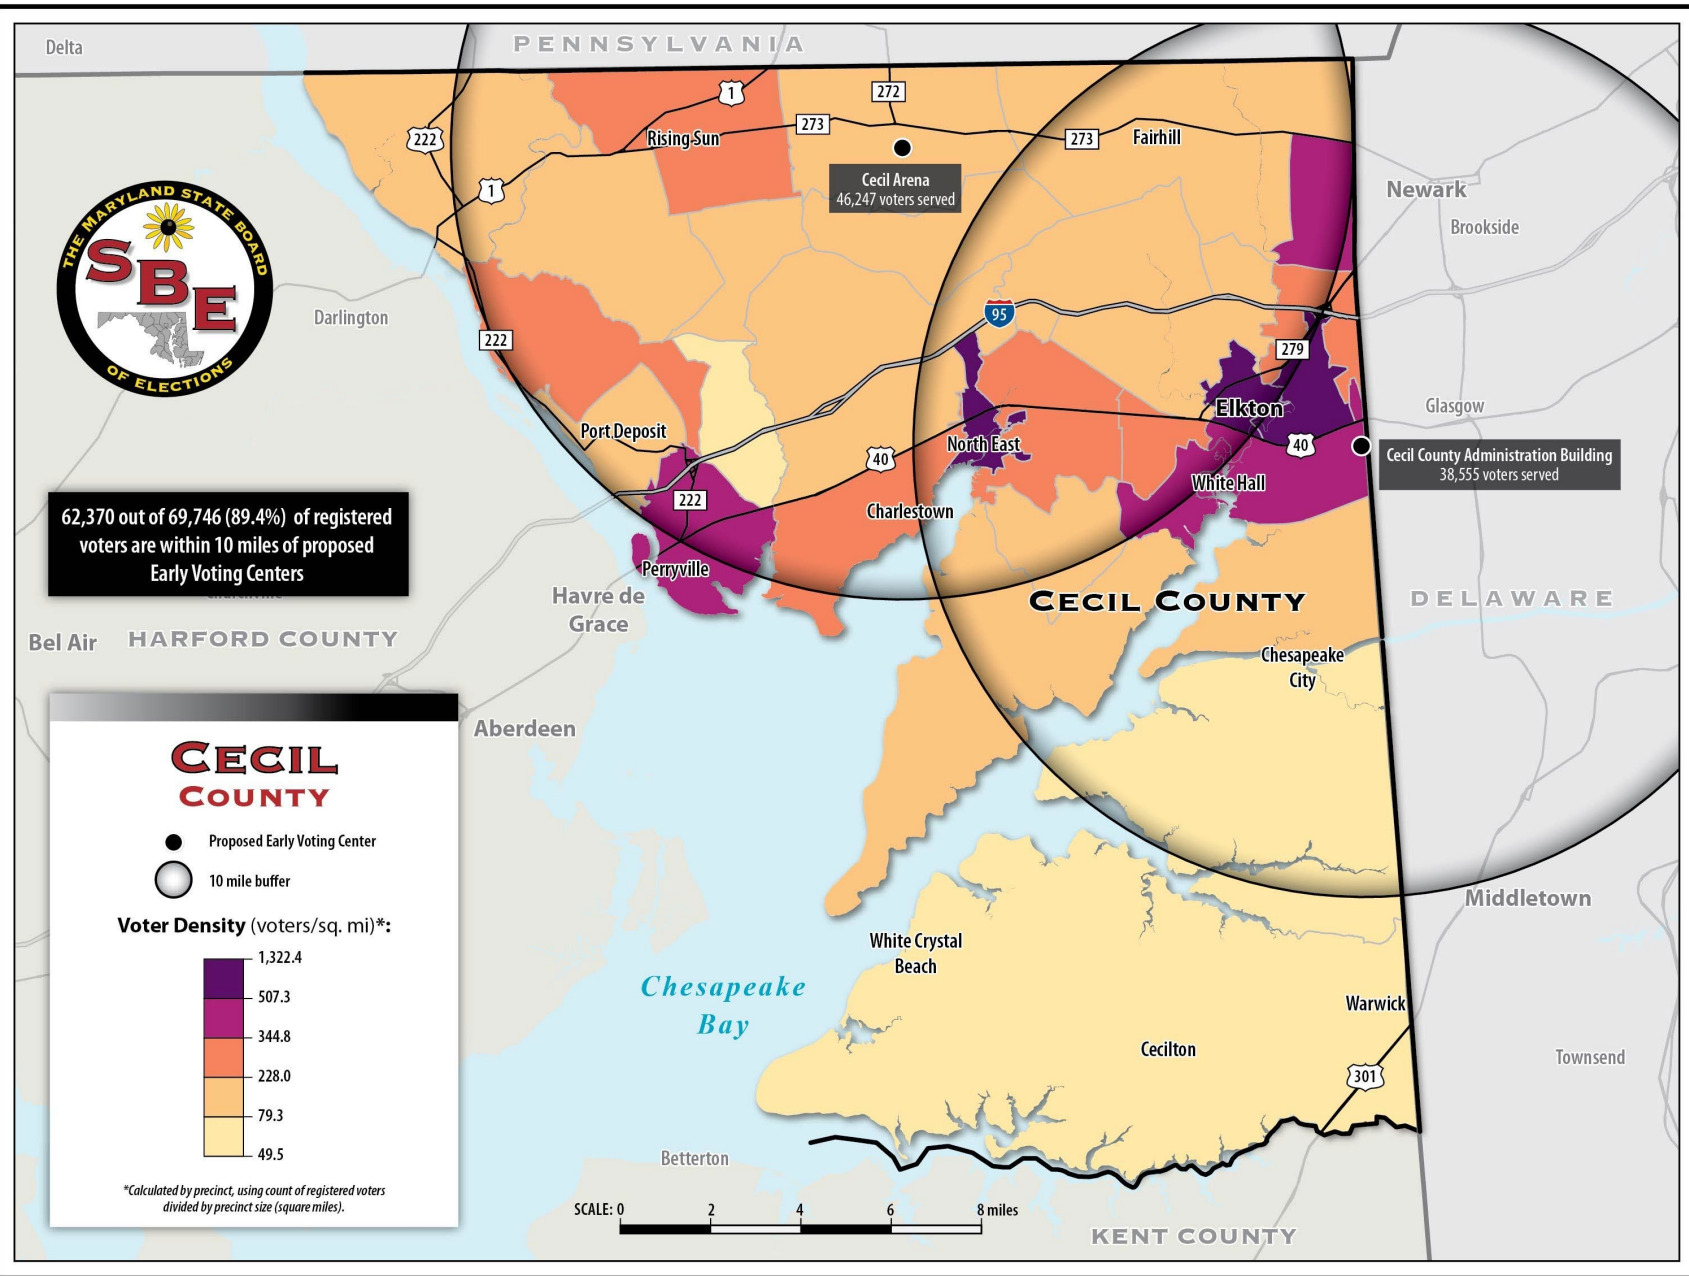 Delta
PENNSYLVANIA
1
272
222
273
Rising Sun
273
Fairhill
Cecil Arena
46,247 voters served
1
Newark
Brookside
THE MARYLAND STATE BOARD
SBE
OF ELECTIONS
Darlington
95
222
279
Elkton
Glasgow
Port Deposit
North East
40
40
Cecil County Administration Building
38,555 voters served
White Hall
222
Charlestown
62,370 out of 69,746 (89.4%) of registered
voters are within 10 miles of proposed
Early Voting Centers
Perryville
Havre de
Grace
CECIL COUNTY
DELAWARE
Bel Air
HARFORD COUNTY
Chesapeake
City
Aberdeen
CECIL
COUNTY
Proposed Early Voting Center
10 mile buffer
Voter Density (voters/sq. mi)*:
1,322.4
507.3
344.8
228.0
79.3
49.5
*Calculated by precinct, using count of registered voters
divided by precinct size (square miles).
Middletown
White Crystal
Beach
Chesapeake
Bay
Warwick
Cecilton
301
Townsend
Betterton
SCALE: 0 2 4 6 8 miles
KENT COUNTY